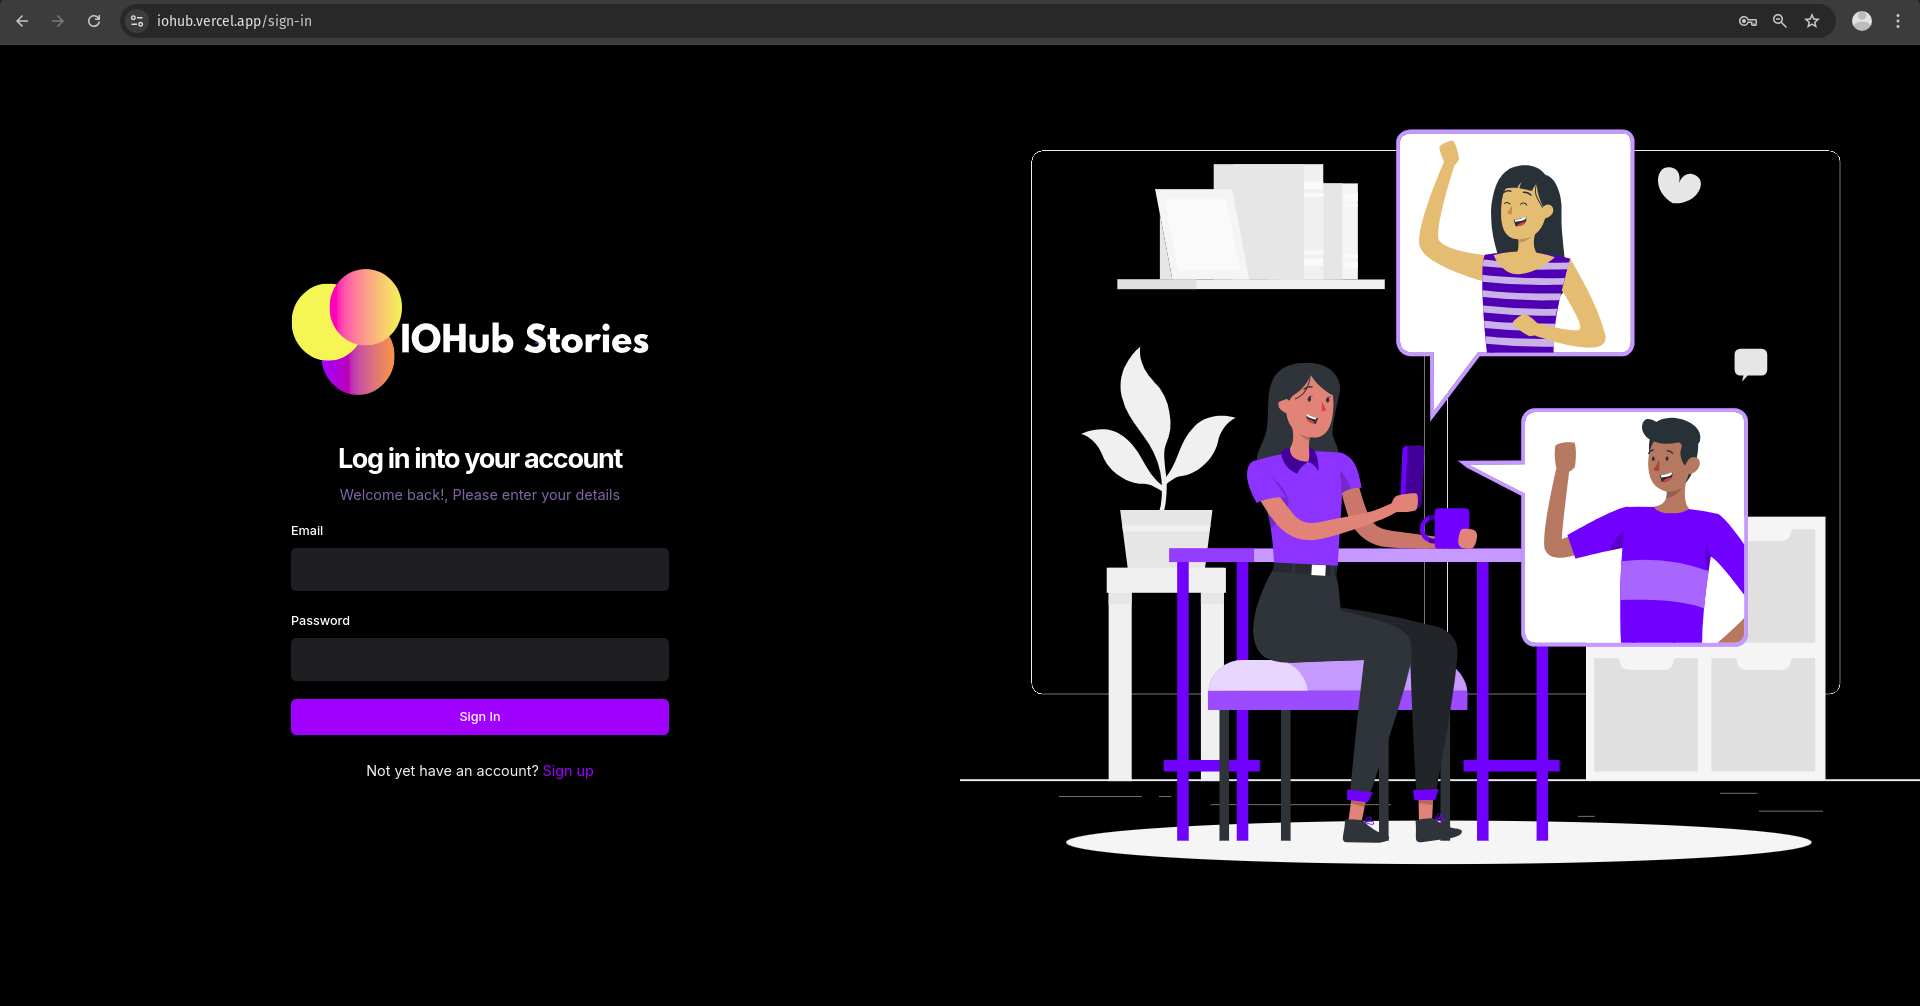 iohub.vercel.app/sign-in
IOHub Stories
Log in into your account
Welcome back!, Please enter your details
Email
Password
Sign In
Not yet have an account? Sign up